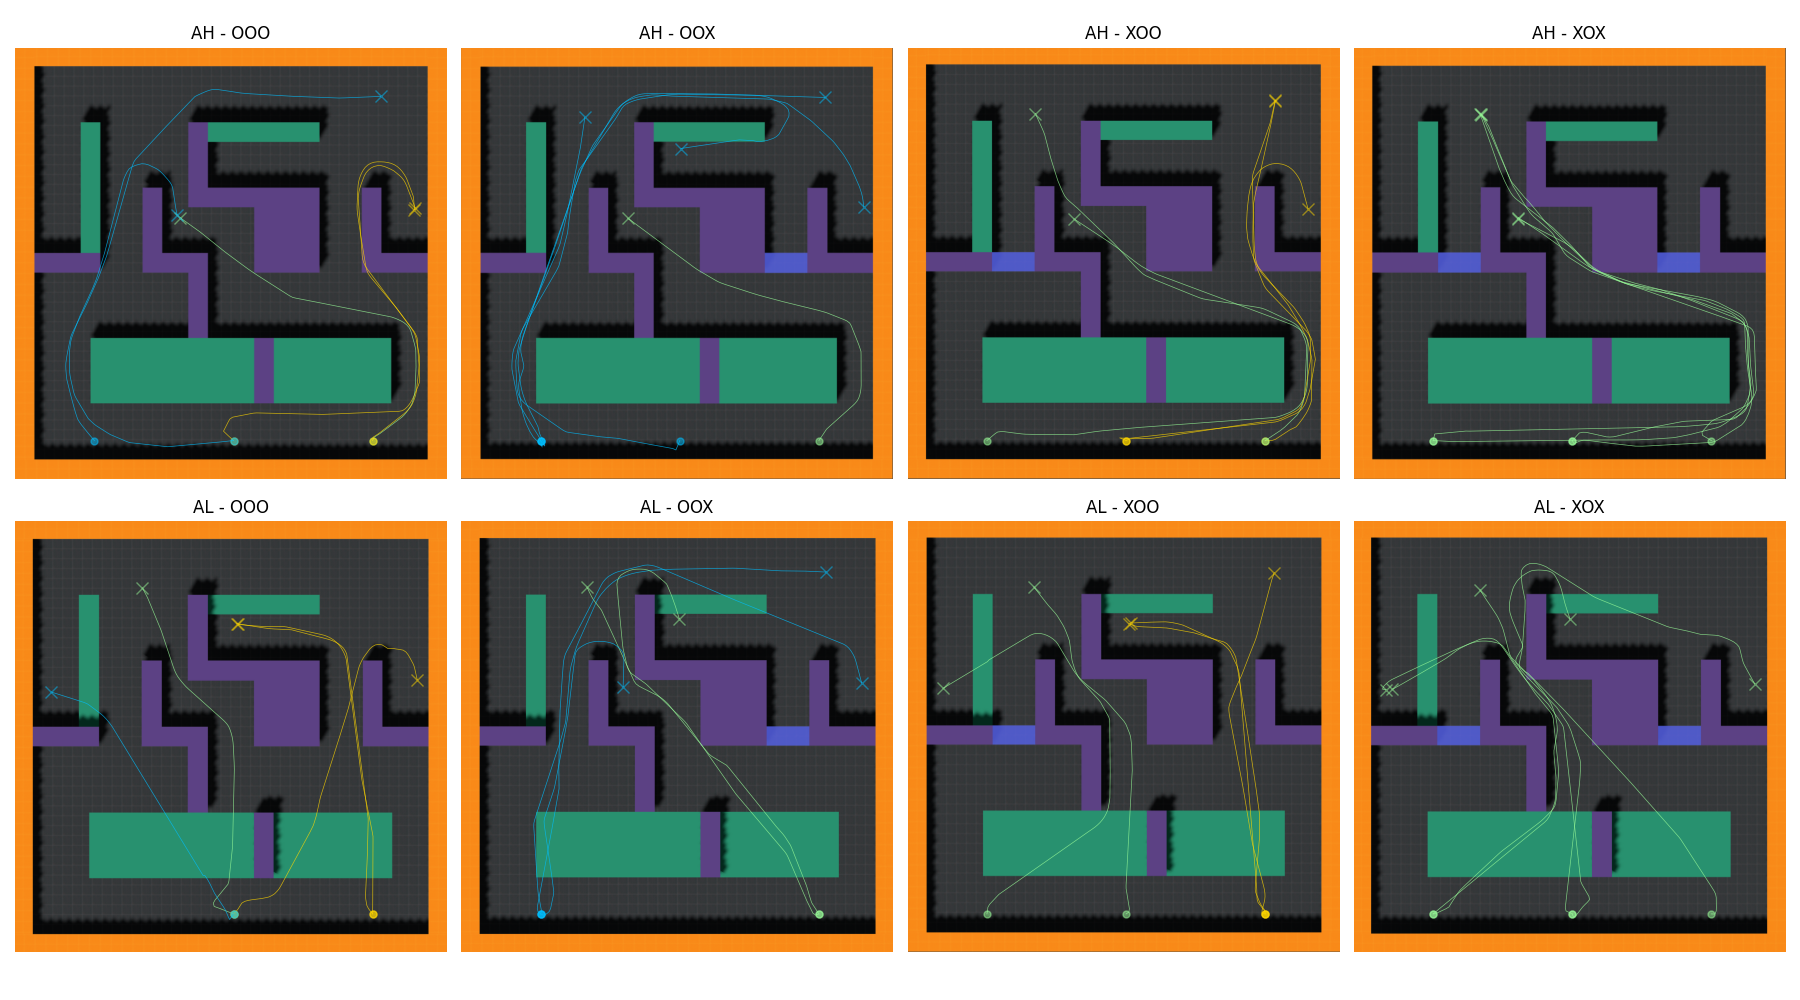 AH - OOO
AH - OOX
AH - XOO
AH - XOX
AL - OOO
AL - OOX
AL - XOO
AL - XOX